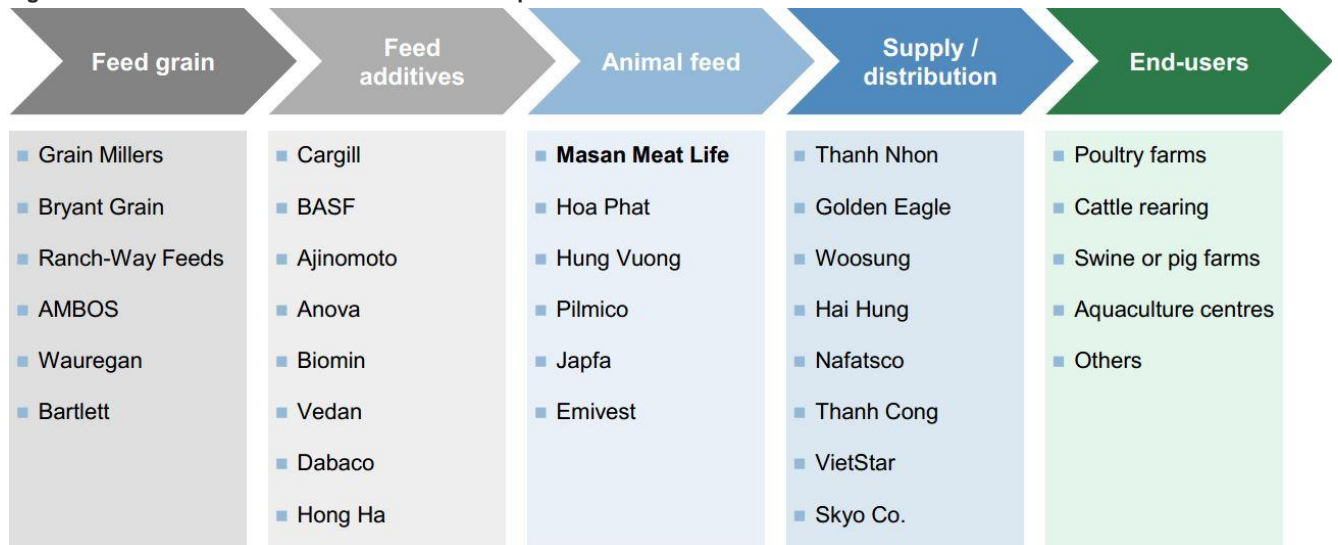 Feed grain
Feed
additives
Animal feed
Supply /
distribution
End-users
Grain Millers
Bryant Grain
Ranch-Way Feeds
AMBOS
Wauregan
Bartlett
Cargill
BASF
Ajinomoto
Anova
Biomin
Vedan
Dabaco
Hong Ha
Masan Meat Life
Hoa Phat
Hung Vuong
Pilmico
Japfa
Emivest
Thanh Nhon
Golden Eagle
Woosung
Hai Hung
Nafatsco
Thanh Cong
VietStar
Skyo Co.
Poultry farms
Cattle rearing
Swine or pig farms
Aquaculture centres
Others